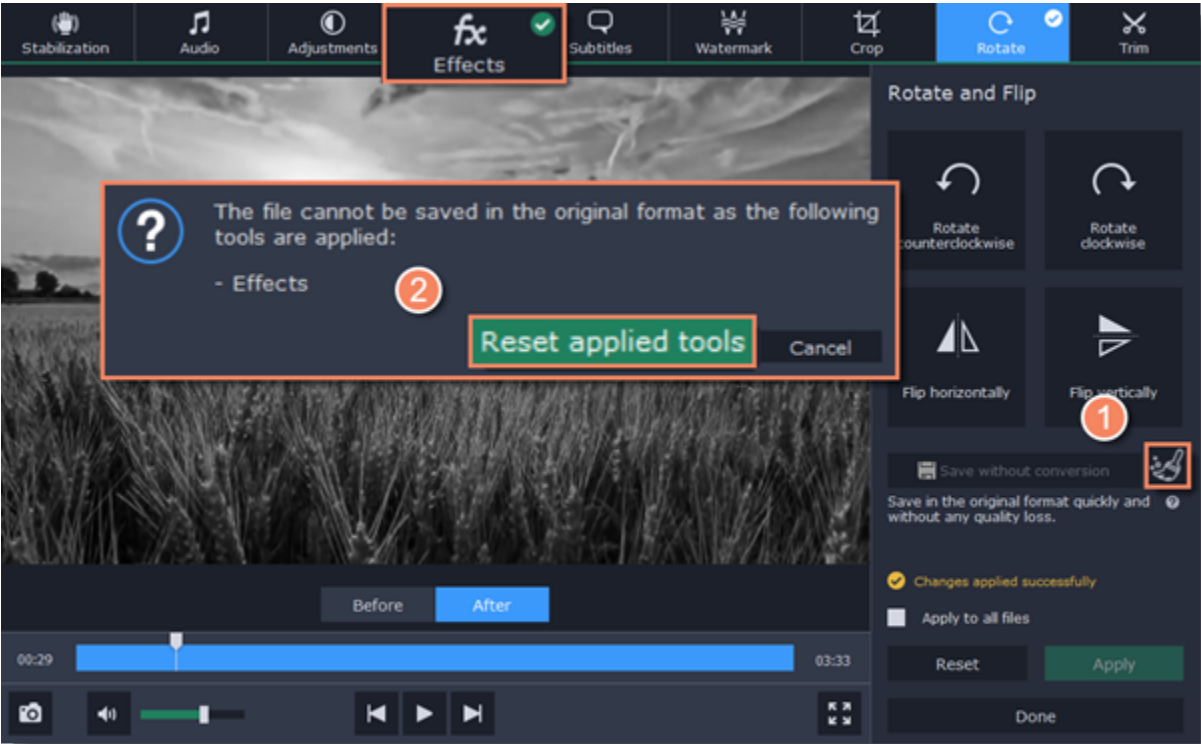 Stabilization
Audio
Adjustments
fx
Effects
Subtitles
Watermark
Crop
Rotate
Trim
Rotate and Flip
Rotate
counterclockwise
Rotate
clockwise
Flip horizontally
Flip vertically
1
Save without conversion
Save in the original format quickly and
without any quality loss.
?
Changes applied successfully
Apply to all files
Reset
Apply
Done
?
The file cannot be saved in the original format as the following
tools are applied:
- Effects
2
Reset applied tools
Cancel
Before
After
00:29
03:33